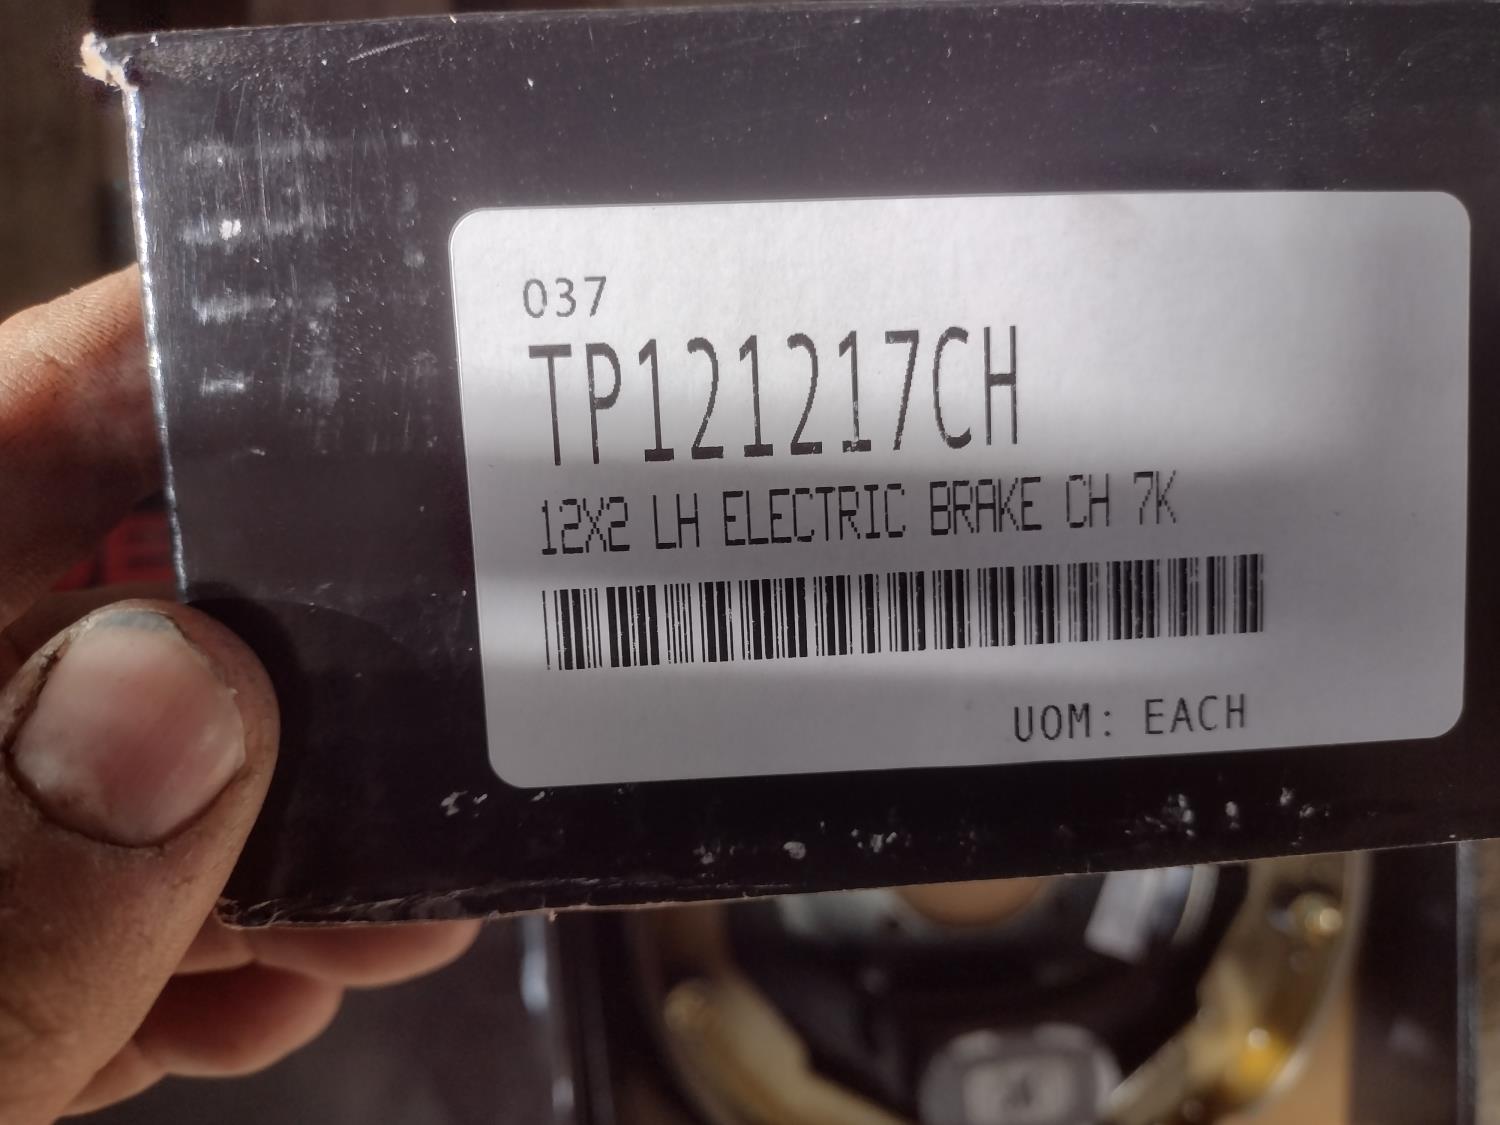 037
TP121217CH
12X2 LH ELECTRIC BRAKE CH 7K
UOM: EACH